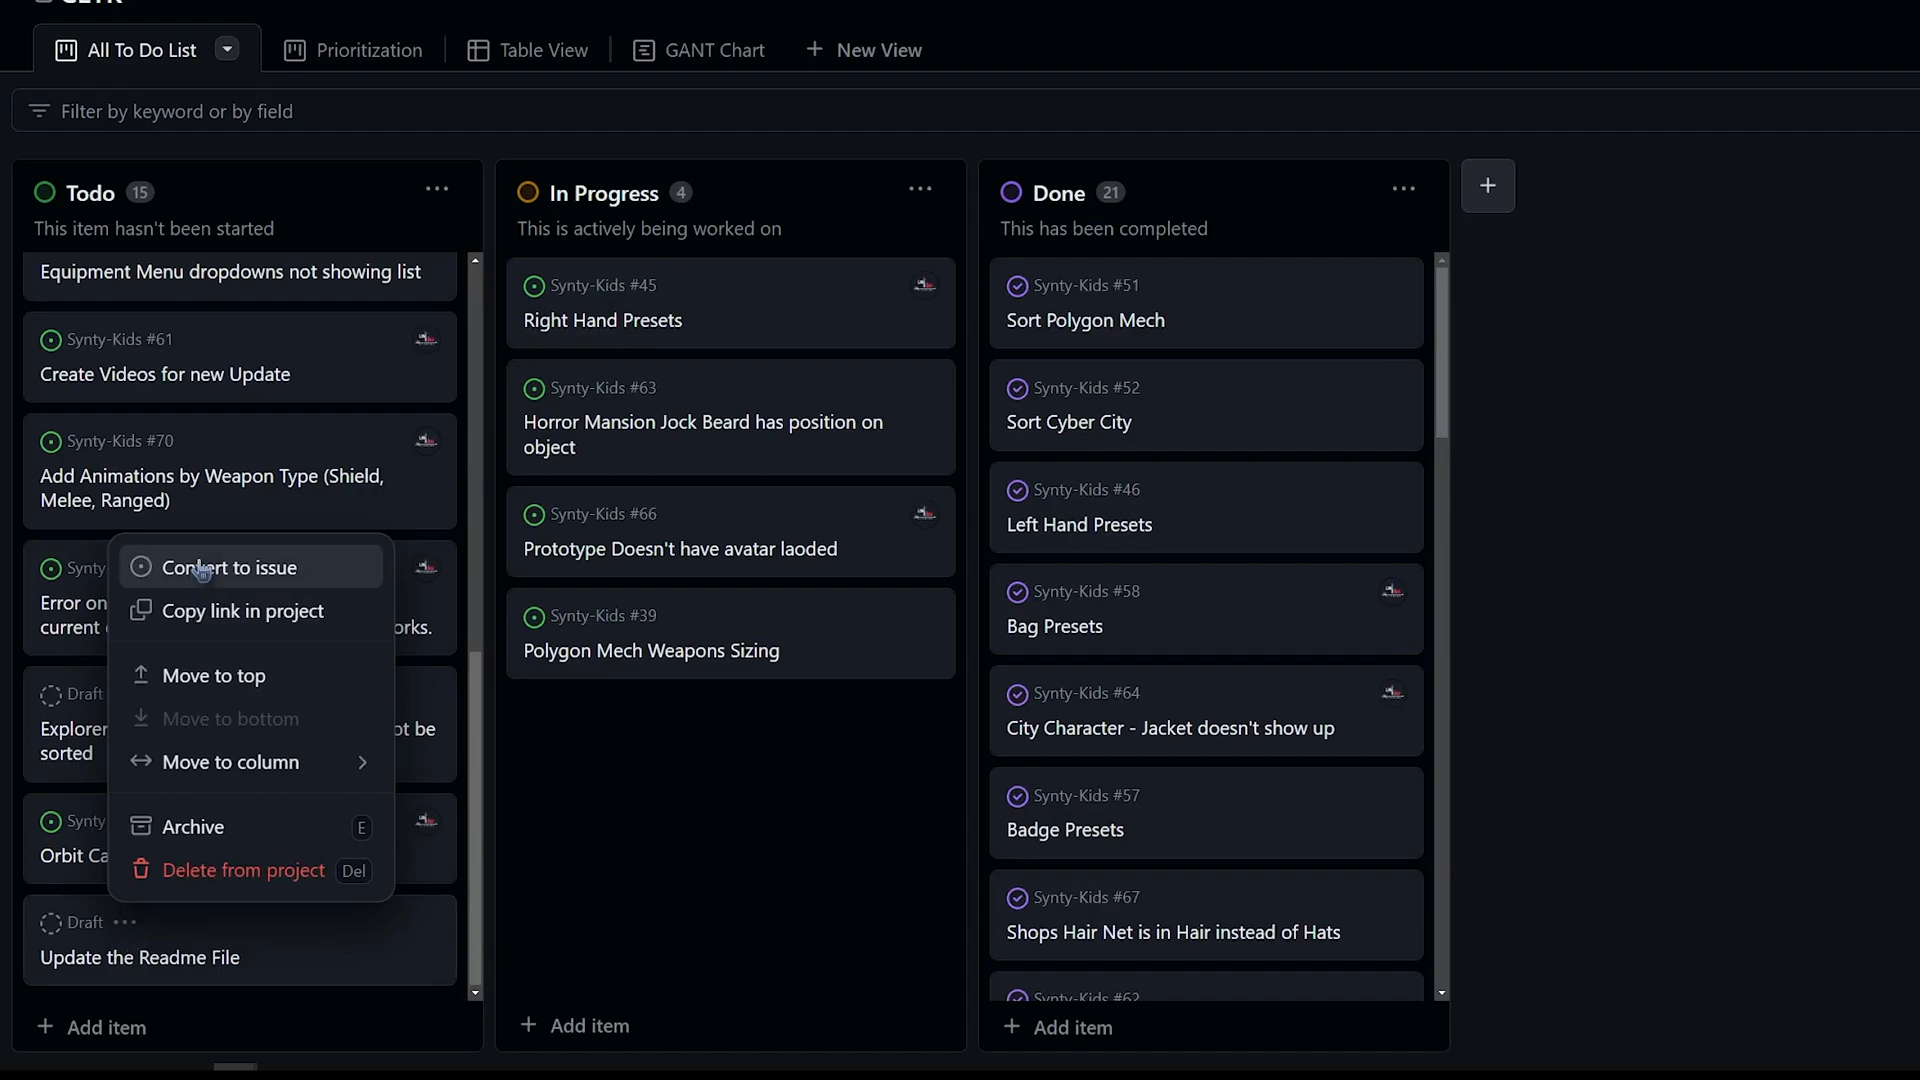 All To Do List
Prioritization
Table View
GANT Chart
New View
Filter by keyword or by field
Todo 15
This item hasn't been started
Equipment Menu dropdowns not showing list
Synty-Kids #61
Create Videos for new Update
Synty-Kids #70
Add Animations by Weapon Type (Shield,
Melee, Ranged)
Synty
Error on
current
orks.
Draft
Explorer
ot be
sorted
Synty
Orbit Ca
Draft ...
Update the Readme File
+ Add item
Convert to issue
Copy link in project
Move to top
Move to bottom
Move to column
Archive E
Delete from project Del
In Progress 4
This is actively being worked on
Synty-Kids #45
Right Hand Presets
Synty-Kids #63
Horror Mansion Jock Beard has position on
object
Synty-Kids #66
Prototype Doesn't have avatar laoded
Synty-Kids #39
Polygon Mech Weapons Sizing
+ Add item
Done 21
This has been completed
Synty-Kids #51
Sort Polygon Mech
Synty-Kids #52
Sort Cyber City
Synty-Kids #46
Left Hand Presets
Synty-Kids #58
Bag Presets
Synty-Kids #64
City Character - Jacket doesn't show up
Synty-Kids #57
Badge Presets
Synty-Kids #67
Shops Hair Net is in Hair instead of Hats
Synty-Kids #62
+ Add item